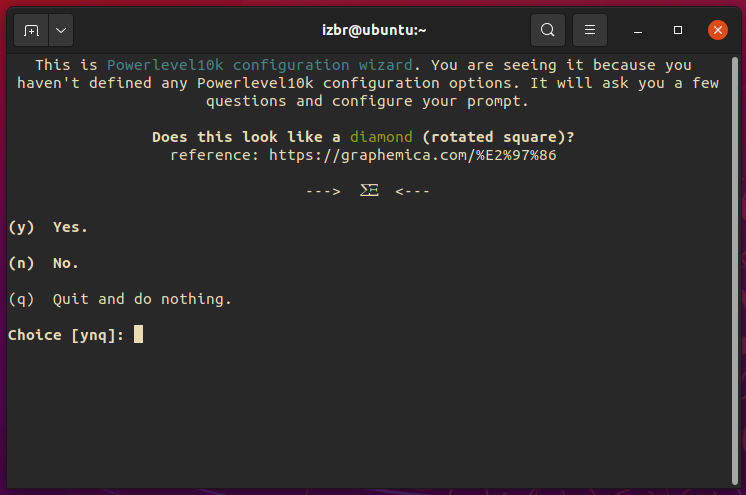 izbr@ubuntu:~
This is Powerlevel10k configuration wizard. You are seeing it because you
haven't defined any Powerlevel10k configuration options. It will ask you a few
questions and configure your prompt.
Does this look like a diamond (rotated square)?
reference: https://graphemica.com/%E2%97%86
---> ΣΞ <---
(y) Yes.
(n) No.
(q) Quit and do nothing.
Choice [ynq]: